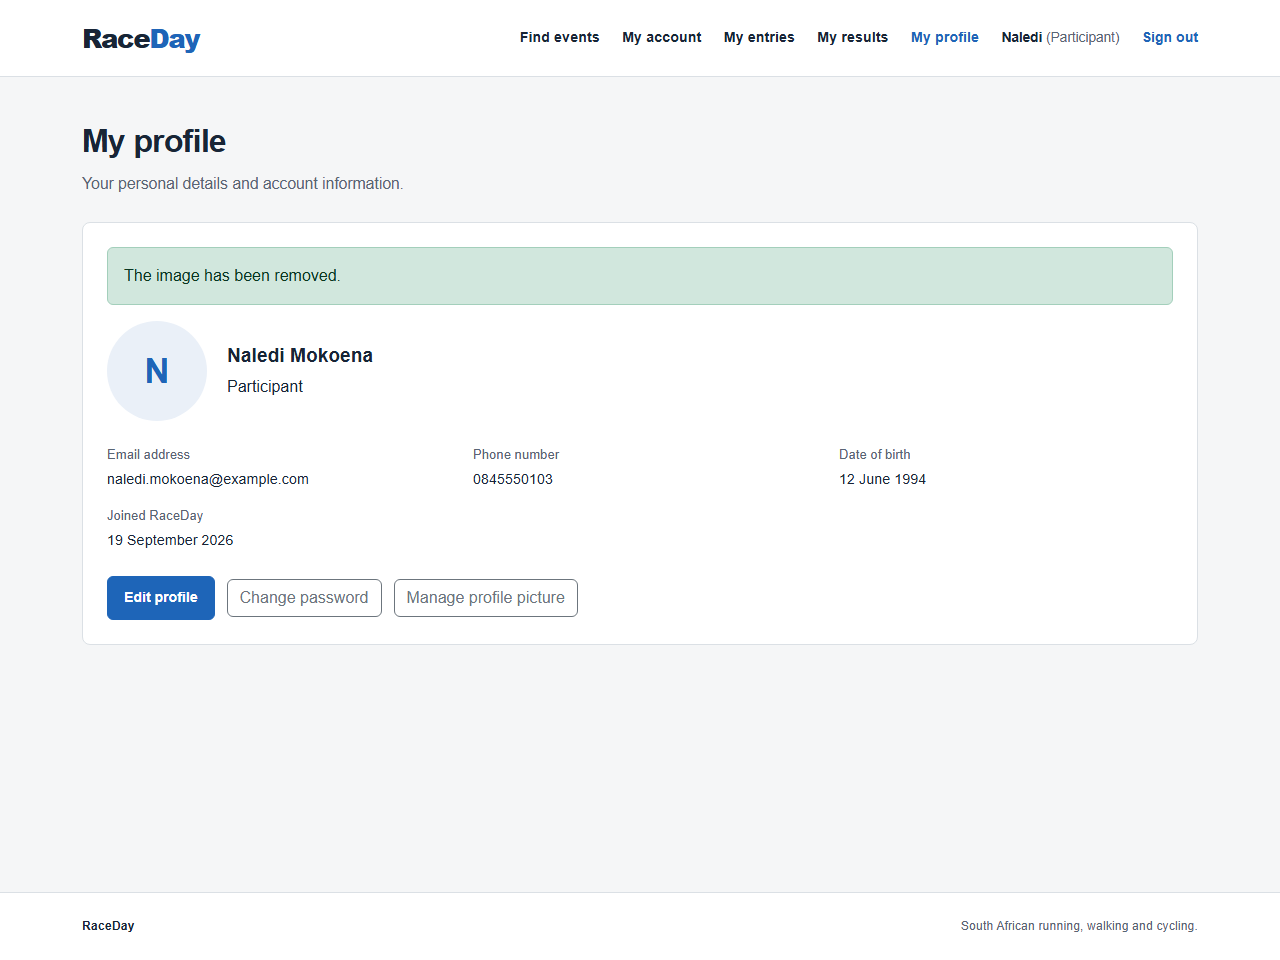 RaceDay
Find events My account My entries My results My profile Naledi (Participant) Sign out
My profile
Your personal details and account information.
The image has been removed.
N
Naledi Mokoena
Participant
Email address Phone number Date of birth
naledi.mokoena@example.com 0845550103 12 June 1994
Joined RaceDay
19 September 2026
Edit profile Change password Manage profile picture
RaceDay South African running, walking and cycling.